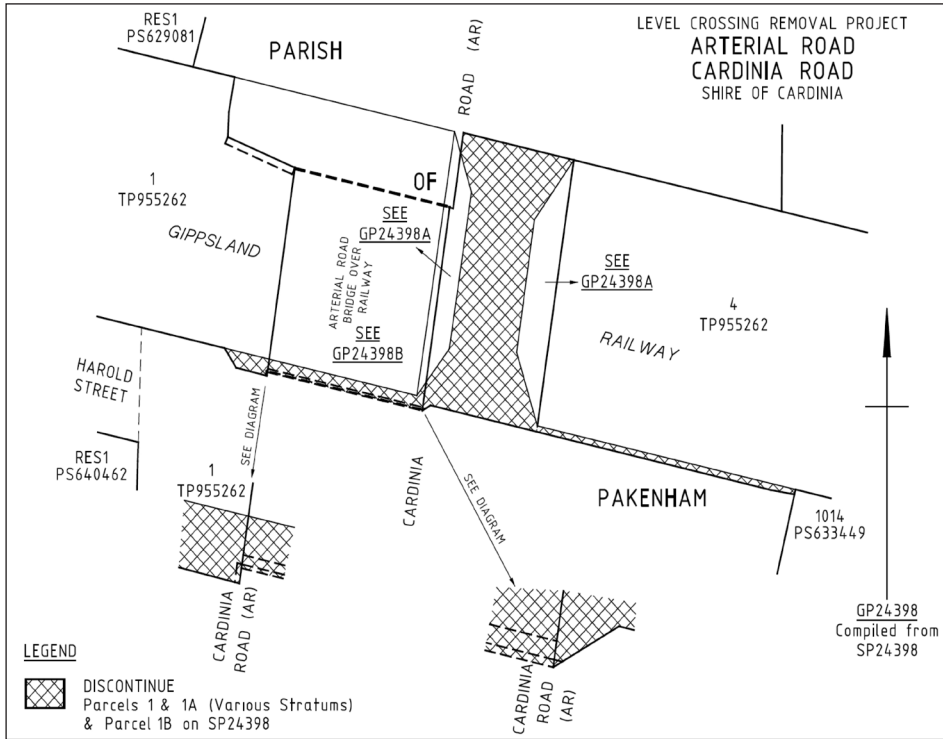 RES1
PS629081
PARISH
ROAD (AR)
LEVEL CROSSING REMOVAL PROJECT
ARTERIAL ROAD
CARDINIA ROAD
SHIRE OF CARDINIA
1
TP955262
GIPPSLAND
OF
SEE
GP24398A
ARTERIAL ROAD
BRIDGE OVER
RAILWAY
SEE
GP24398B
SEE
GP24398A
4
TP955262
RAILWAY
HAROLD
STREET
RES1
PS640462
SEE DIAGRAM
1
TP955262
CARDINIA
SEE DIAGRAM
PAKENHAM
1014
PS633449
CARDINIA
ROAD (AR)
CARDINIA
ROAD
(AR)
GP24398
Compiled from
SP24398
LEGEND
DISCONTINUE
Parcels 1 & 1A (Various Stratums)
& Parcel 1B on SP24398